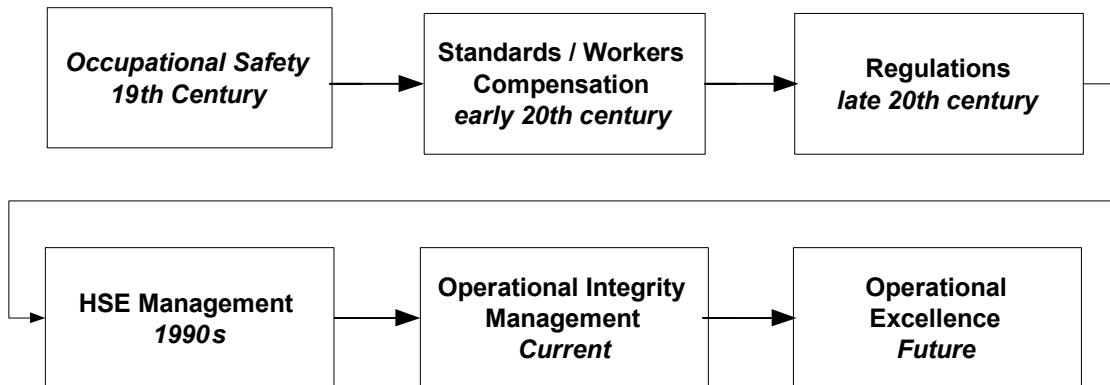 Occupational Safety
19th Century
Standards / Workers
Compensation
early 20th century
Regulations
late 20th century
HSE Management
1990s
Operational Integrity
Management
Current
Operational
Excellence
Future